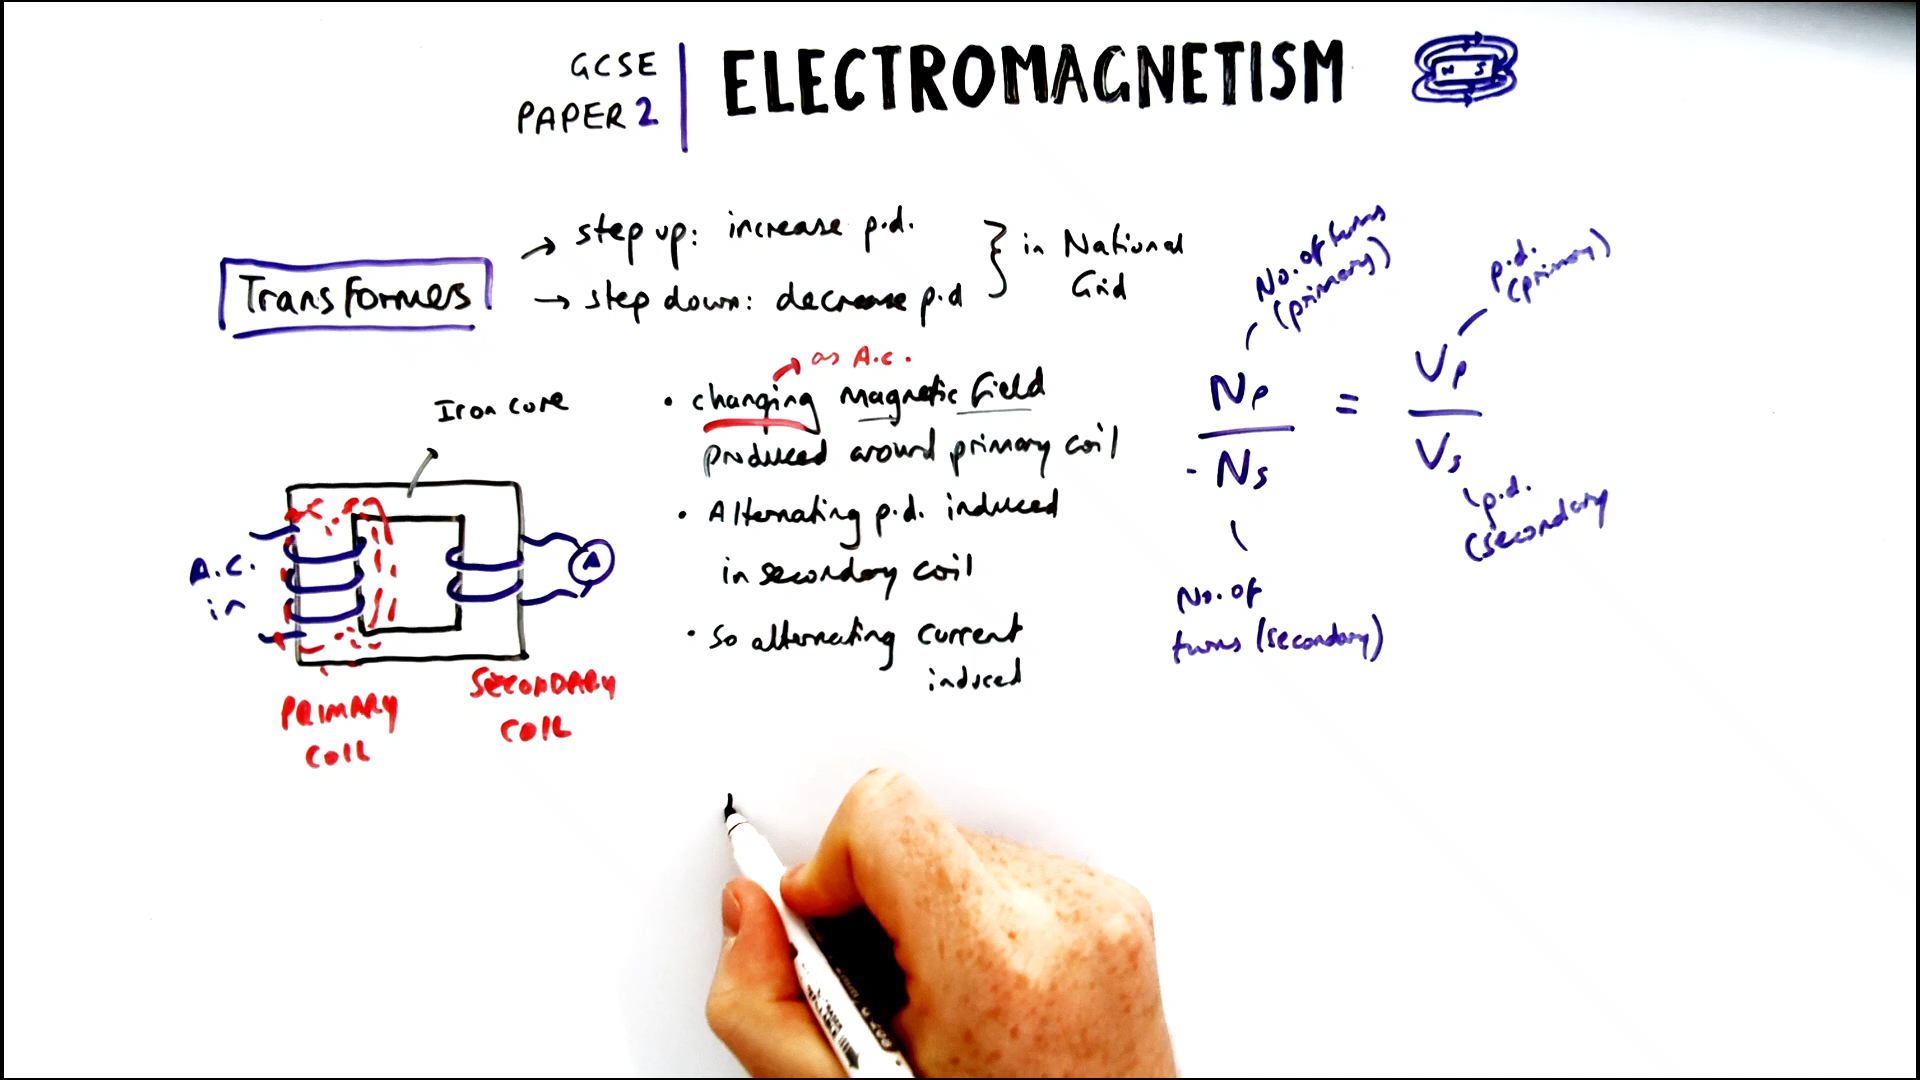 GCSE
PAPER 2
ELECTROMAGNETISM
N S
Transformers
→ step up: increase p.d.
→ step down: decrease p.d
} in National
Grid
Iron core
A.C.
in
A
PRIMARY
COIL
SECONDARY
COIL
as A.C.
• changing magnetic field
produced around primary coil
• Alternating p.d. induced
in secondary coil
• So alternating current
induced
No. of turns
(primary)
p.d.
(primary)
Np
Ns
=
Vp
Vs
p.d.
(secondary
No. of
turns (secondary)